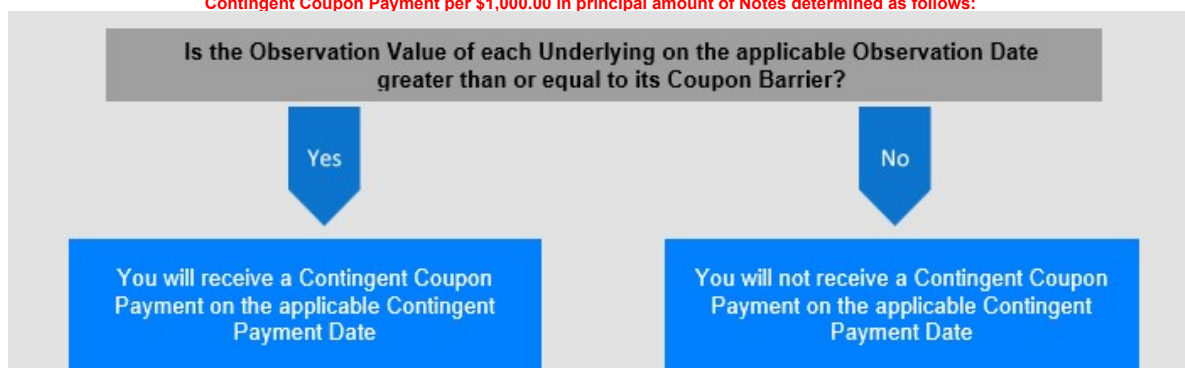 Contingent Coupon Payment per $1,000.00 in principal amount of Notes determined as follows:
Is the Observation Value of each Underlying on the applicable Observation Date
greater than or equal to its Coupon Barrier?
Yes
No
You will receive a Contingent Coupon
Payment on the applicable Contingent
Payment Date
You will not receive a Contingent Coupon
Payment on the applicable Contingent
Payment Date